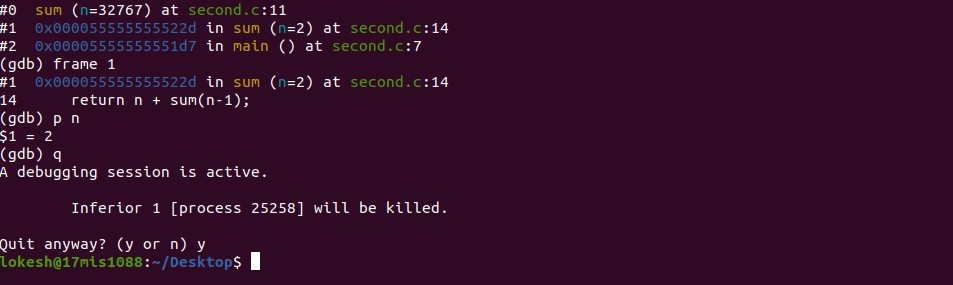 #0  sum (n=32767) at second.c:11
#1  0x000055555555522d in sum (n=2) at second.c:14
#2  0x00005555555551d7 in main () at second.c:7
(gdb) frame 1
#1  0x000055555555522d in sum (n=2) at second.c:14
14      return n + sum(n-1);
(gdb) p n
$1 = 2
(gdb) q
A debugging session is active.
        Inferior 1 [process 25258] will be killed.
Quit anyway? (y or n) y
lokesh@17mis1088:~/Desktop$